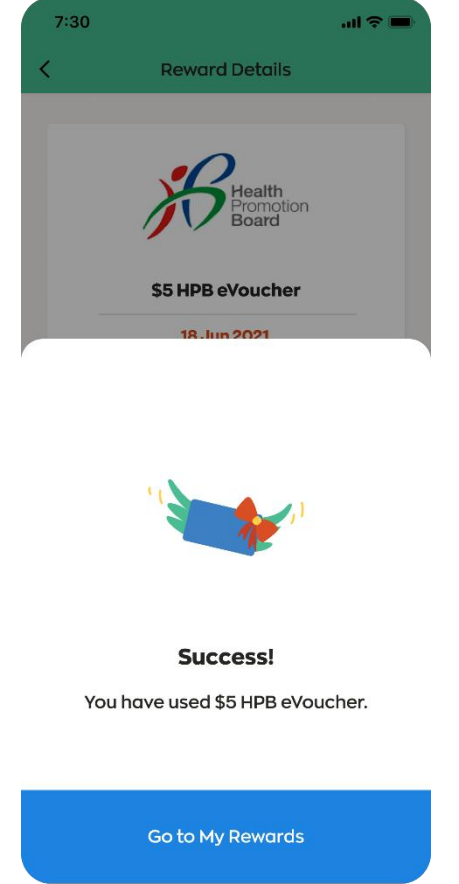 7:30
Reward Details
Health
Promotion
Board
$5 HPB eVoucher
18 Jun 2021
Success!
You have used $5 HPB eVoucher.
Go to My Rewards